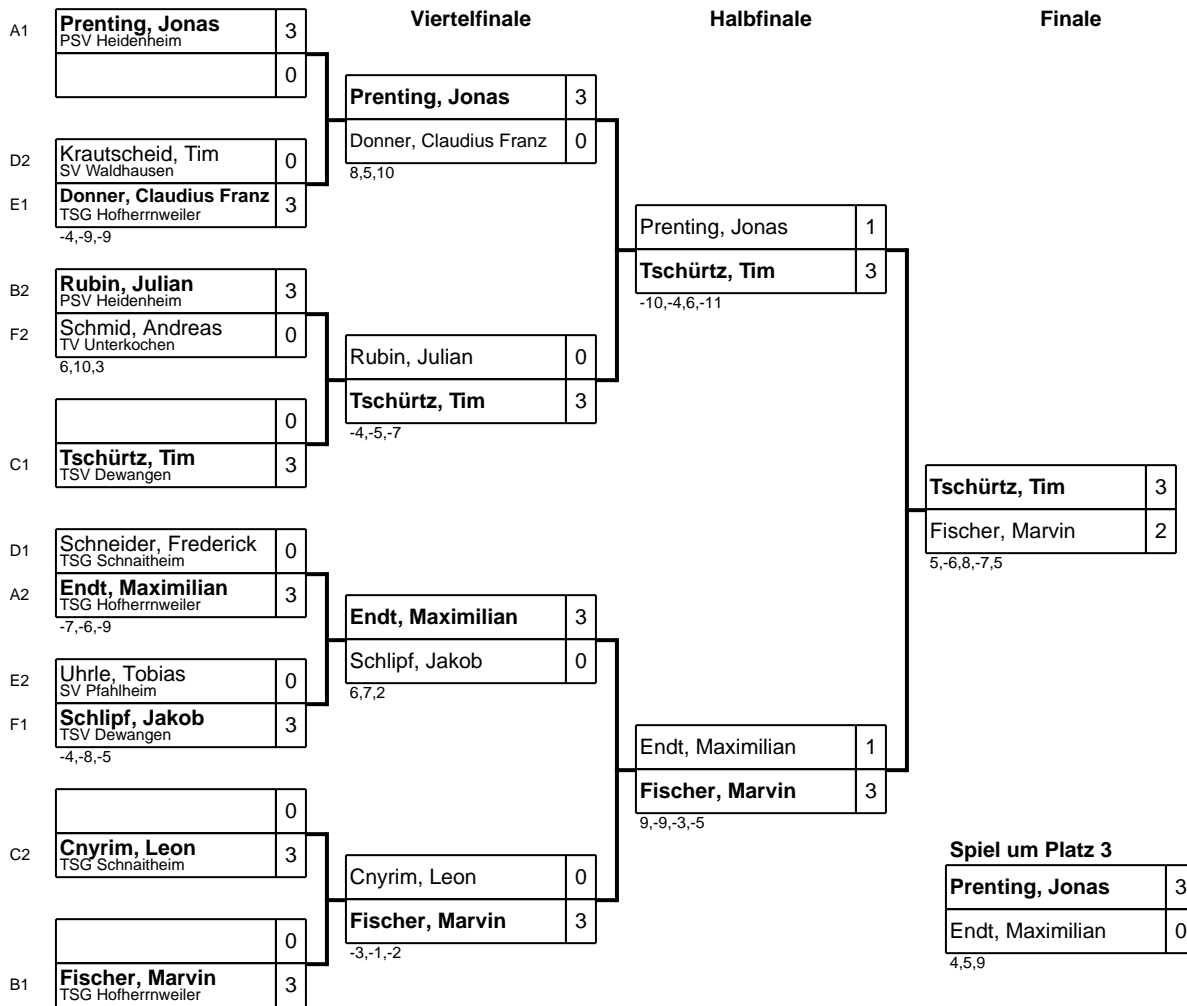 Viertelfinale
Halbfinale
Finale
A1
Prenting, Jonas
PSV Heidenheim
3
0
D2
Krautscheid, Tim
SV Waldhausen
0
E1
Donner, Claudius Franz
TSG Hofherrnweiler
3
-4,-9,-9
B2
Rubin, Julian
PSV Heidenheim
3
F2
Schmid, Andreas
TV Unterkochen
0
6,10,3
0
C1
Tschürtz, Tim
TSV Dewangen
3
D1
Schneider, Frederick
TSG Schnaitheim
0
A2
Endt, Maximilian
TSG Hofherrnweiler
3
-7,-6,-9
E2
Uhrle, Tobias
SV Pfahlheim
0
F1
Schlipf, Jakob
TSV Dewangen
3
-4,-8,-5
0
C2
Cnyrim, Leon
TSG Schnaitheim
3
0
B1
Fischer, Marvin
TSG Hofherrnweiler
3
Prenting, Jonas 3
Donner, Claudius Franz 0
8,5,10
Rubin, Julian 0
Tschürtz, Tim 3
-4,-5,-7
Endt, Maximilian 3
Schlipf, Jakob 0
6,7,2
Cnyrim, Leon 0
Fischer, Marvin 3
-3,-1,-2
Prenting, Jonas 1
Tschürtz, Tim 3
-10,-4,6,-11
Endt, Maximilian 1
Fischer, Marvin 3
9,-9,-3,-5
Tschürtz, Tim 3
Fischer, Marvin 2
5,-6,8,-7,5
Spiel um Platz 3
Prenting, Jonas 3
Endt, Maximilian 0
4,5,9